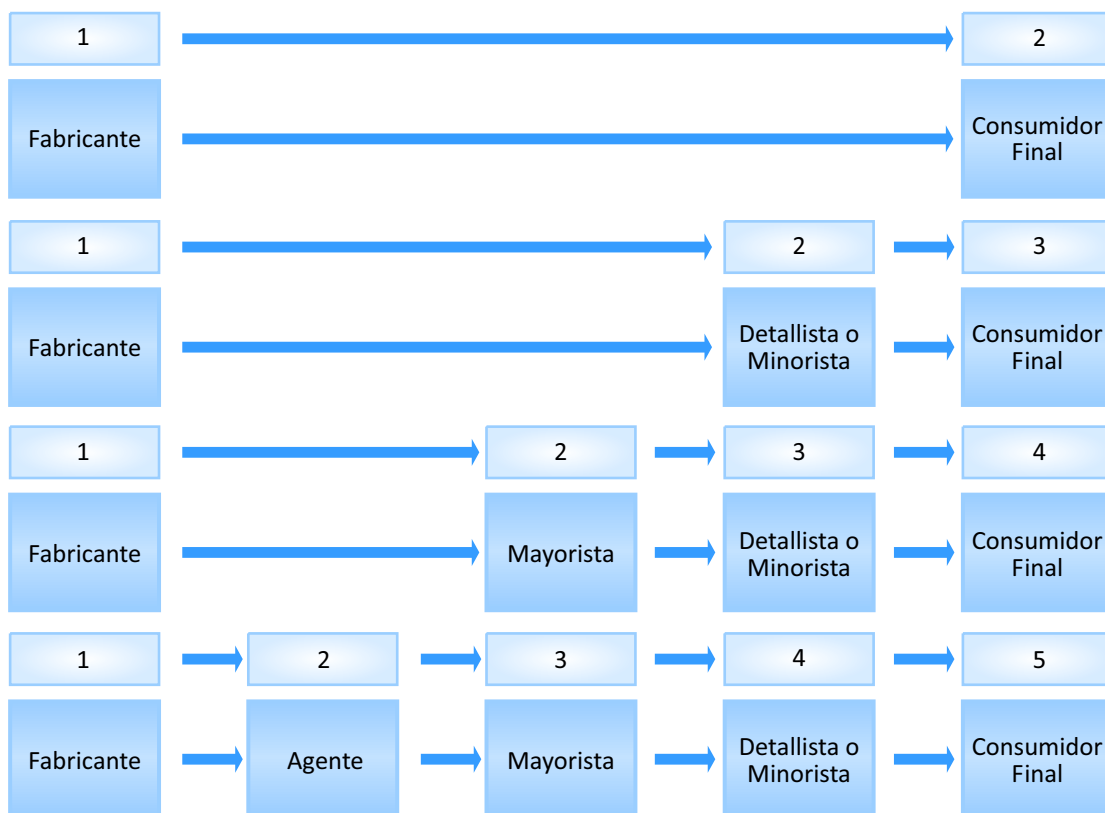 1
2
Fabricante
Consumidor
Final
1
2
3
Fabricante
Detallista o
Minorista
Consumidor
Final
1
2
3
4
Fabricante
Mayorista
Detallista o
Minorista
Consumidor
Final
1
2
3
4
5
Fabricante
Agente
Mayorista
Detallista o
Minorista
Consumidor
Final